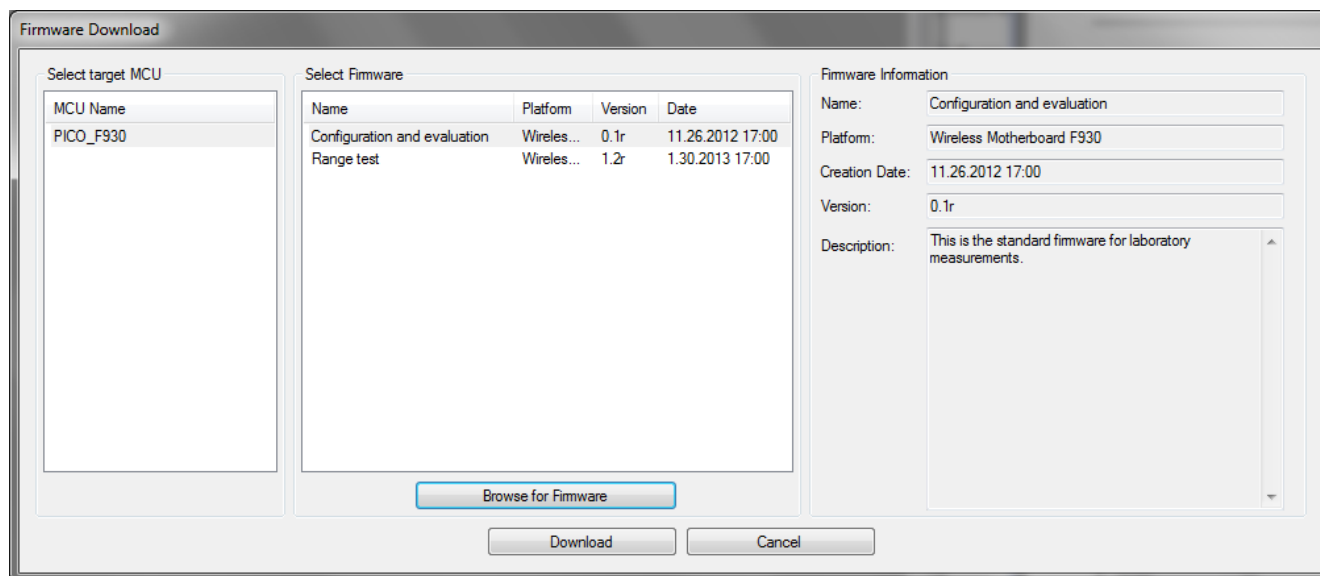 Firmware Download
Select target MCU
MCU Name
PICO_F930
Select Firmware
Name Platform Version Date
Configuration and evaluation Wireles... 0.1r 11.26.2012 17:00
Range test Wireles... 1.2r 1.30.2013 17:00
Browse for Firmware
Firmware Information
Name: Configuration and evaluation
Platform: Wireless Motherboard F930
Creation Date: 11.26.2012 17:00
Version: 0.1r
Description: This is the standard firmware for laboratory
measurements.
Download Cancel